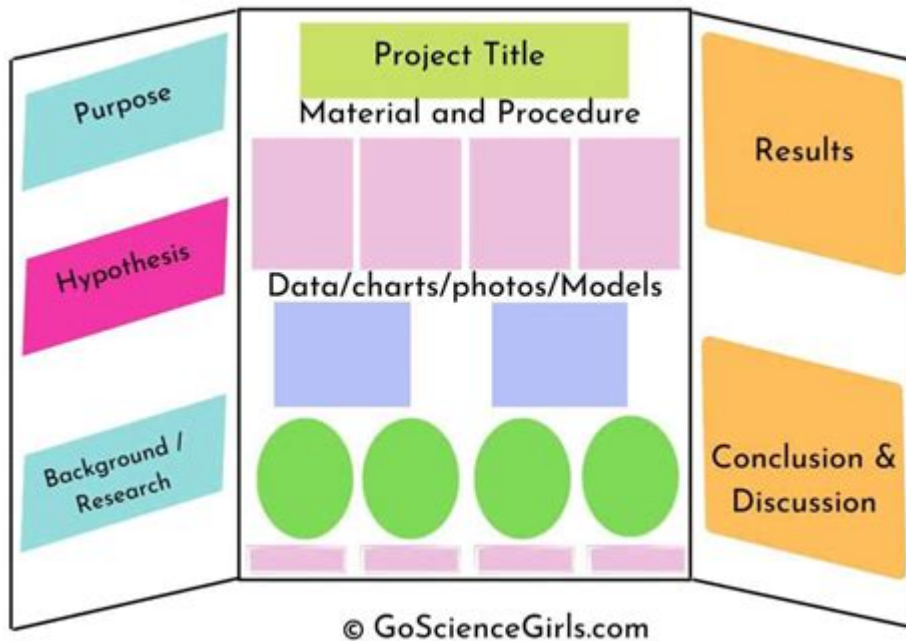 Purpose
Hypothesis
Background /
Research
Project Title
Material and Procedure
Data/charts/photos/Models
Results
Conclusion &
Discussion
© GoScienceGirls.com